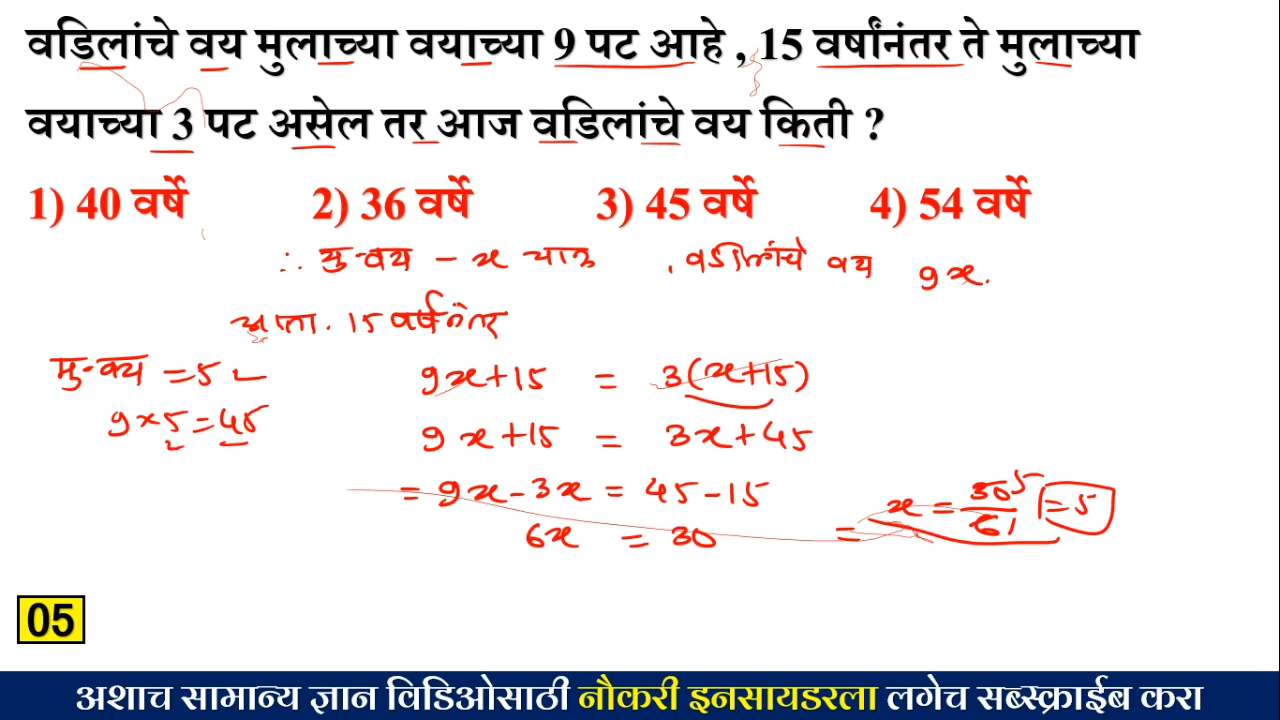 वडिलांचे वय मुलाच्या वयाच्या 9 पट आहे , 15 वर्षांनंतर ते मुलाच्या
वयाच्या 3 पट असेल तर आज वडिलांचे वय किती ?
1) 40 वर्षे 2) 36 वर्षे 3) 45 वर्षे 4) 54 वर्षे
∴ मु-वय - x मानू , वडिलांचे वय 9x.
आता . 15 वर्षांनंतर
मु-वय = 5
9x+15 = 3(x+15)
9 × 5 = 45
9x+15 = 3x+45
= 9x - 3x = 45 - 15
6x = 30 = x = 30/6 = 5
05
अशाच सामान्य ज्ञान विडिओसाठी नौकरी इनसायडरला लगेच सब्स्क्राईब करा